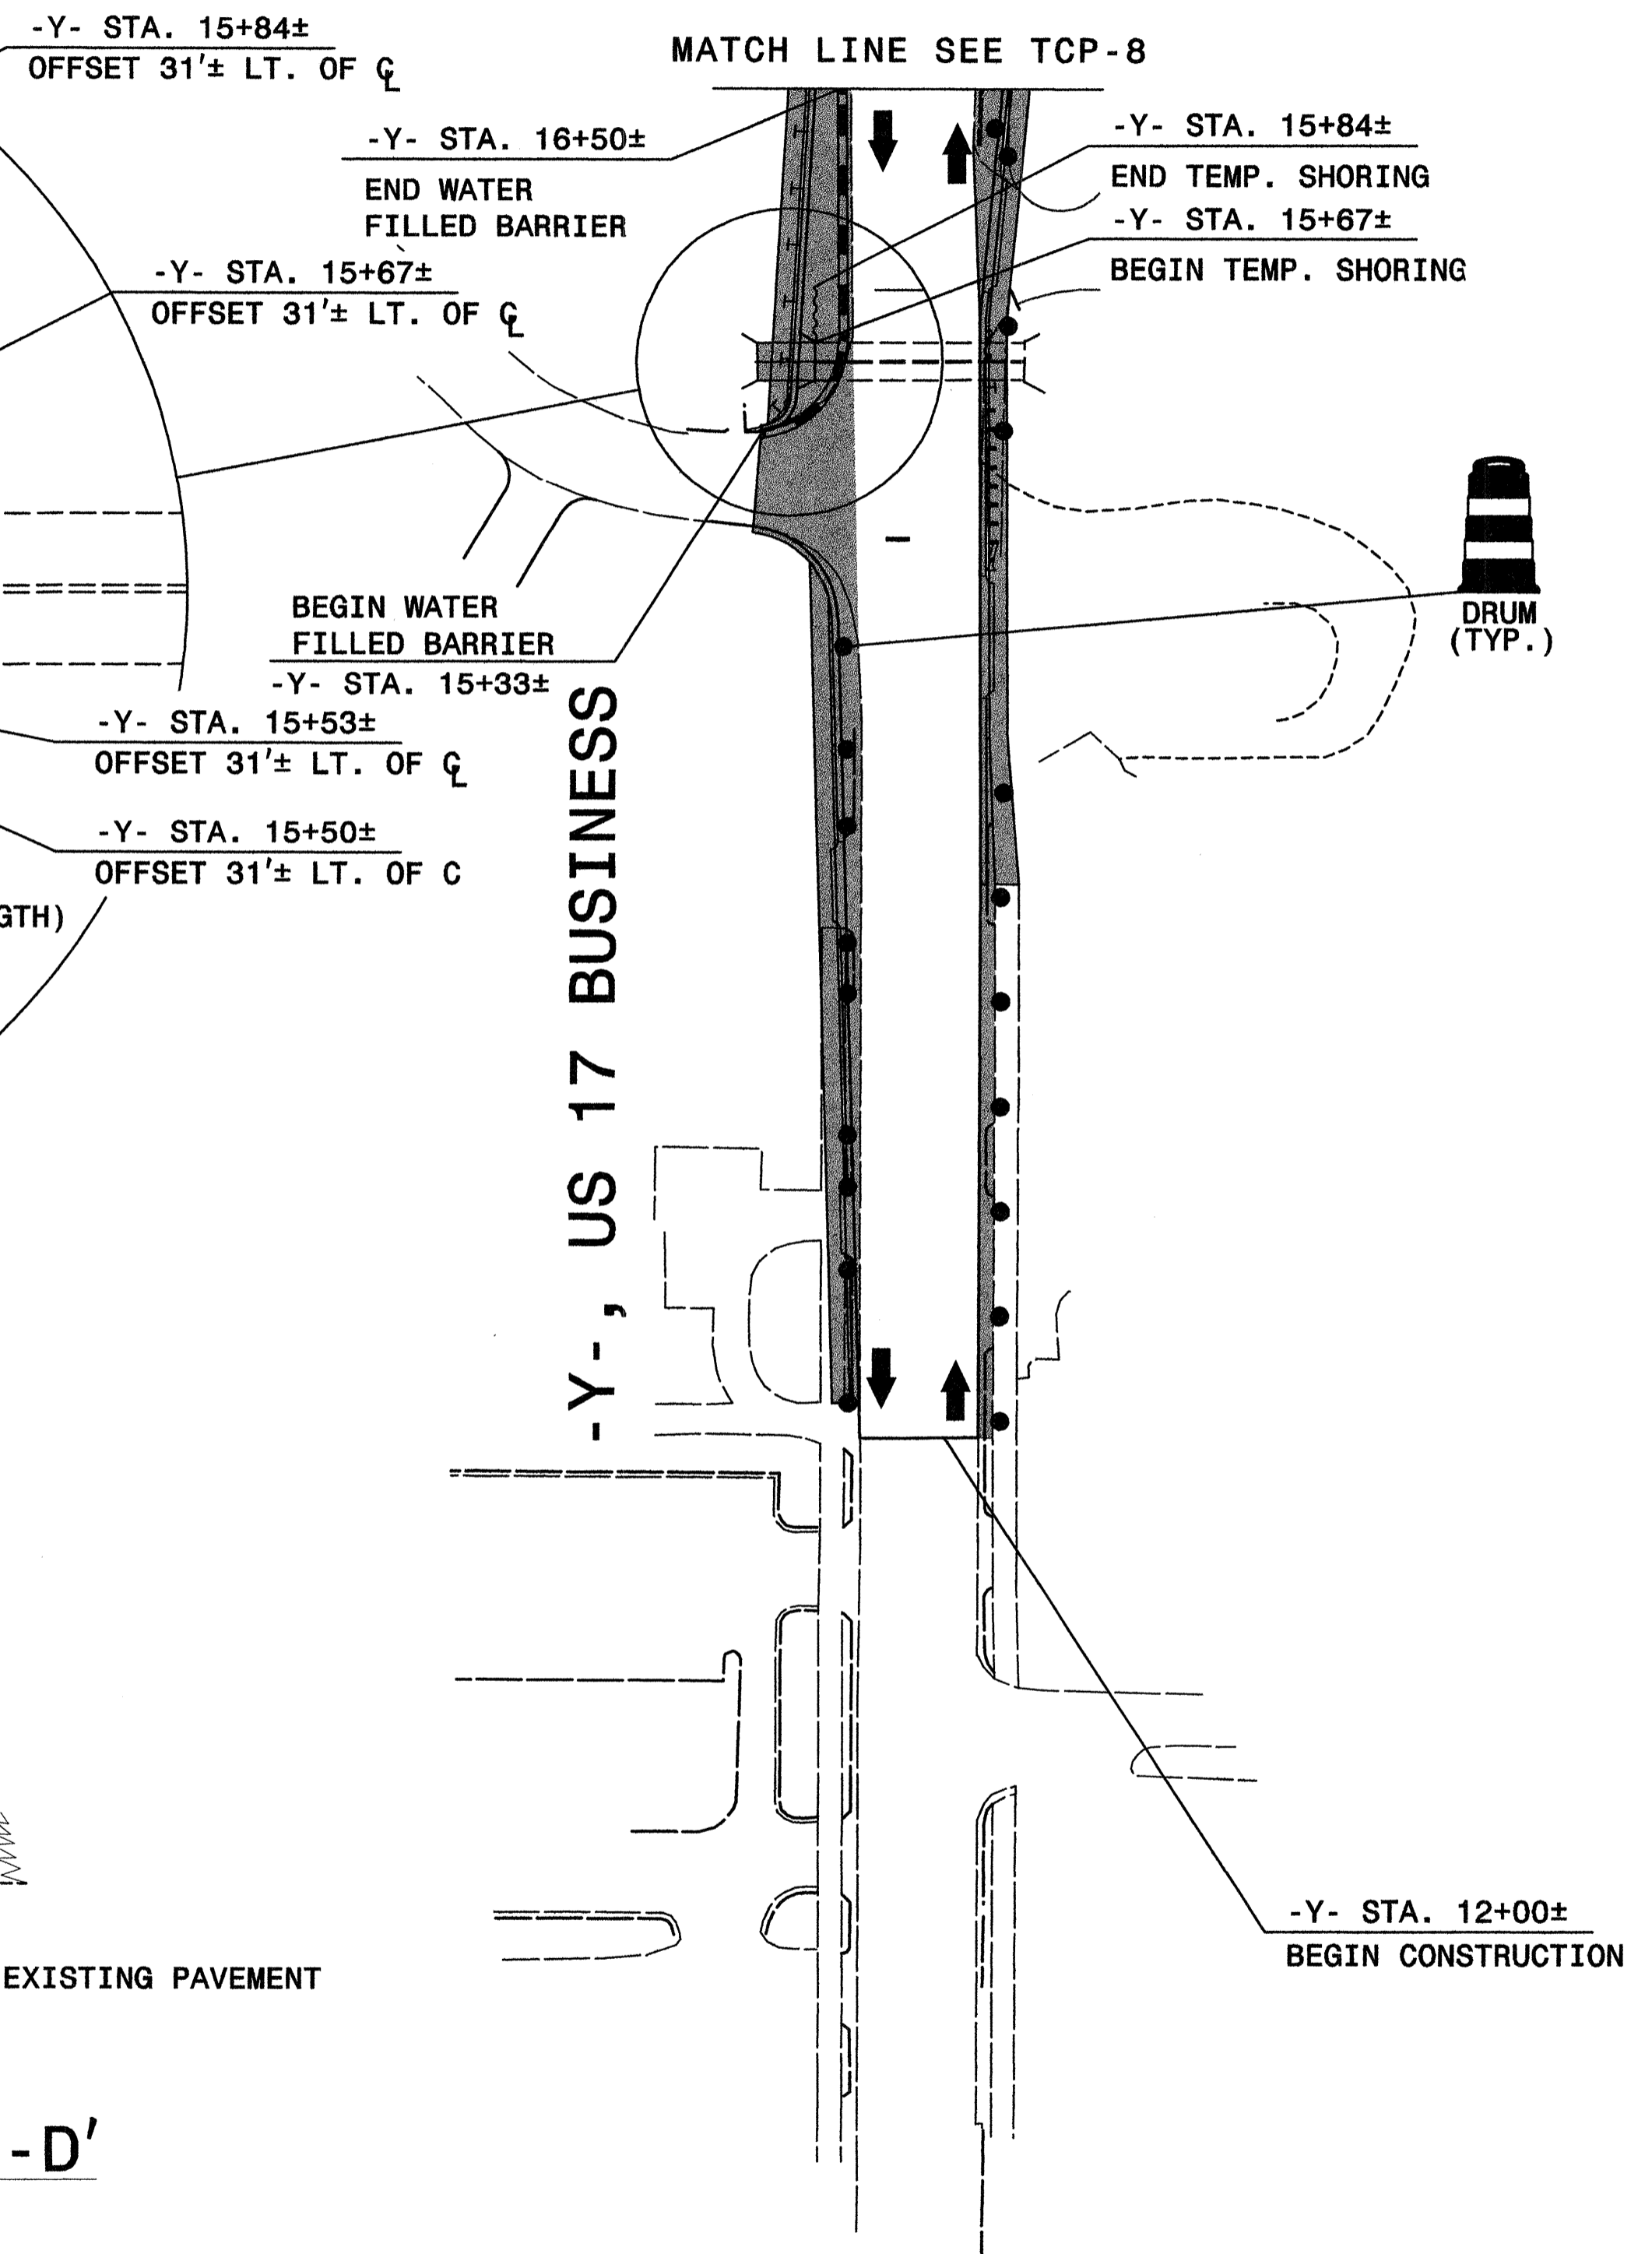 -Y- STA. 15+84±
OFFSET 31'± LT. OF ℄
MATCH LINE SEE TCP-8
-Y- STA. 16+50±
END WATER
FILLED BARRIER
-Y- STA. 15+84±
END TEMP. SHORING
-Y- STA. 15+67±
BEGIN TEMP. SHORING
-Y- STA. 15+67±
OFFSET 31'± LT. OF ℄
BEGIN WATER
FILLED BARRIER
-Y- STA. 15+33±
DRUM
(TYP.)
-Y- STA. 15+53±
OFFSET 31'± LT. OF ℄
-Y- STA. 15+50±
OFFSET 31'± LT. OF C
GTH)
-Y-, US 17 BUSINESS
-Y- STA. 12+00±
BEGIN CONSTRUCTION
EXISTING PAVEMENT
-D'